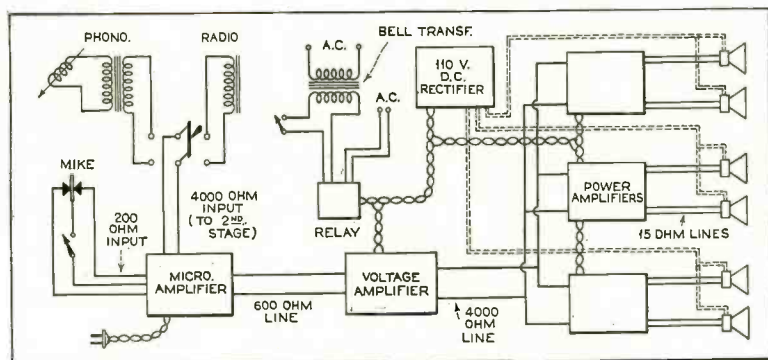 PHONO.
RADIO
A.C.
BELL TRANSF.
A.C.
110 V.
D.C.
RECTIFIER
MIKE
200
OHM
INPUT
4000 OHM
INPUT
(TO 2ND.
STAGE)
RELAY
POWER
AMPLIFIERS
15 OHM LINES
MICRO.
AMPLIFIER
600 OHM
LINE
VOLTAGE
AMPLIFIER
4000
OHM
LINE